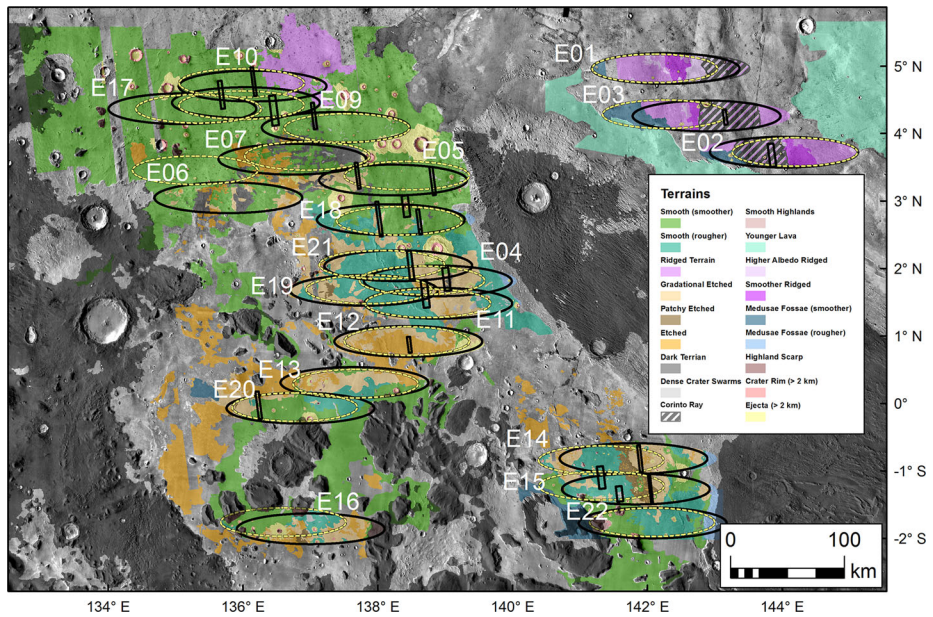 E10
E17
E09
E07
E06
E05
E18
E21
E04
E19
E11
E12
E13
E20
E16
E01
E03
E02
E14
E15
E22
5° N
4° N
3° N
2° N
1° N
0°
-1° S
-2° S
Terrains
Smooth (smoother)
Smooth (rougher)
Ridged Terrain
Gradational Etched
Patchy Etched
Etched
Dark Terrian
Dense Crater Swarms
Corinto Ray
Smooth Highlands
Younger Lava
Higher Albedo Ridged
Smoother Ridged
Medusae Fossae (smoother)
Medusae Fossae (rougher)
Highland Scarp
Crater Rim (> 2 km)
Ejecta (> 2 km)
0 100
km
134° E 136° E 138° E 140° E 142° E 144° E